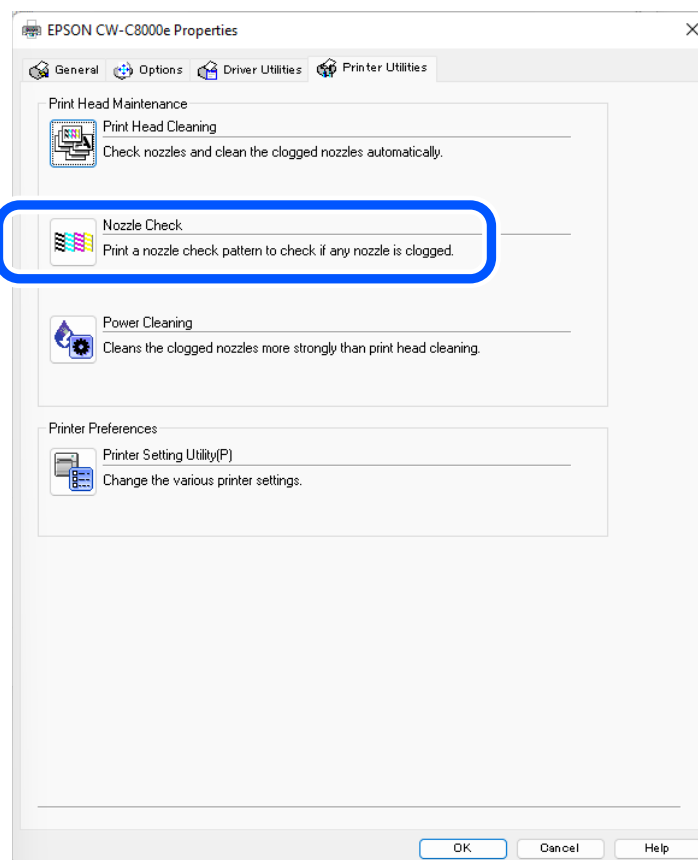 EPSON CW-C8000e Properties
General Options Driver Utilities Printer Utilities
Print Head Maintenance
Print Head Cleaning
Check nozzles and clean the clogged nozzles automatically.
Nozzle Check
Print a nozzle check pattern to check if any nozzle is clogged.
Power Cleaning
Cleans the clogged nozzles more strongly than print head cleaning.
Printer Preferences
Printer Setting Utility(P)
Change the various printer settings.
OK Cancel Help